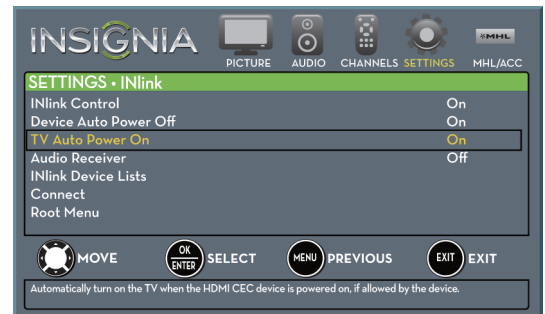 INSIGNIA
PICTURE AUDIO CHANNELS SETTINGS MHL MHL/ACC
SETTINGS • INlink
INlink Control On
Device Auto Power Off On
TV Auto Power On On
Audio Receiver Off
INlink Device Lists
Connect
Root Menu
MOVE OK ENTER SELECT MENU PREVIOUS EXIT EXIT
Automatically turn on the TV when the HDMI CEC device is powered on, if allowed by the device.